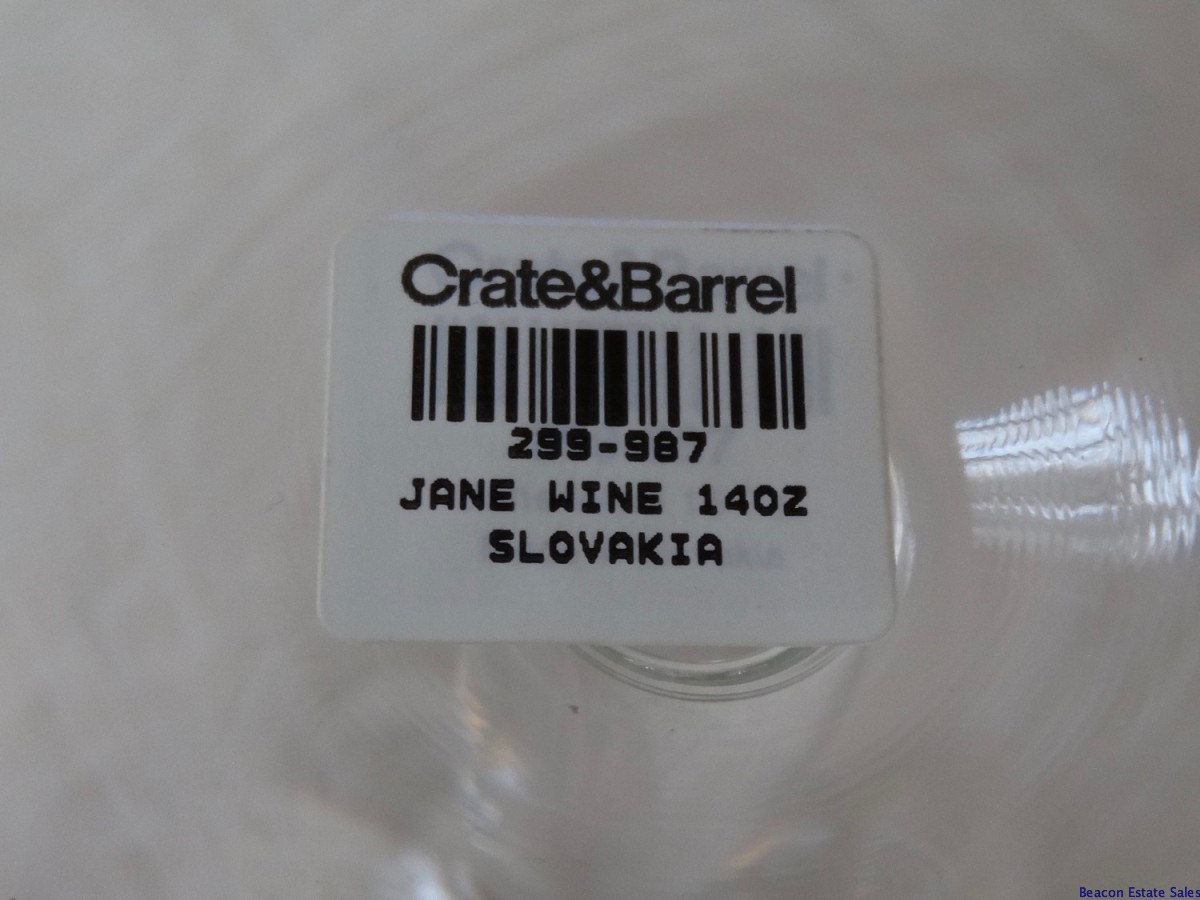 Crate&Barrel
299-987
JANE WINE 14OZ
SLOVAKIA
Beacon Estate Sales